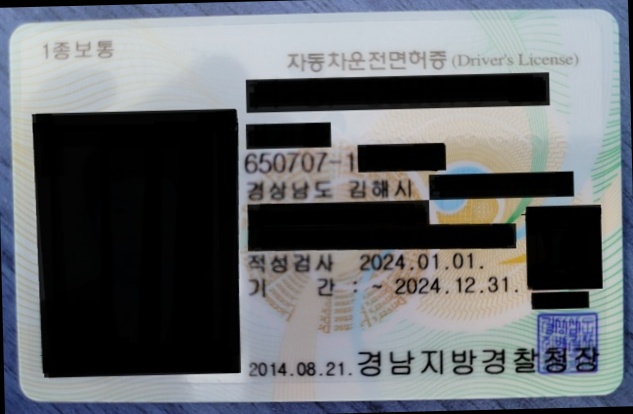 1종보통
자동차운전면허증 (Driver's License)
650707-1
경상남도 김해시
적성검사 2024.01.01.
기 간 : ~ 2024.12.31.
2014.08.21. 경남지방경찰청장